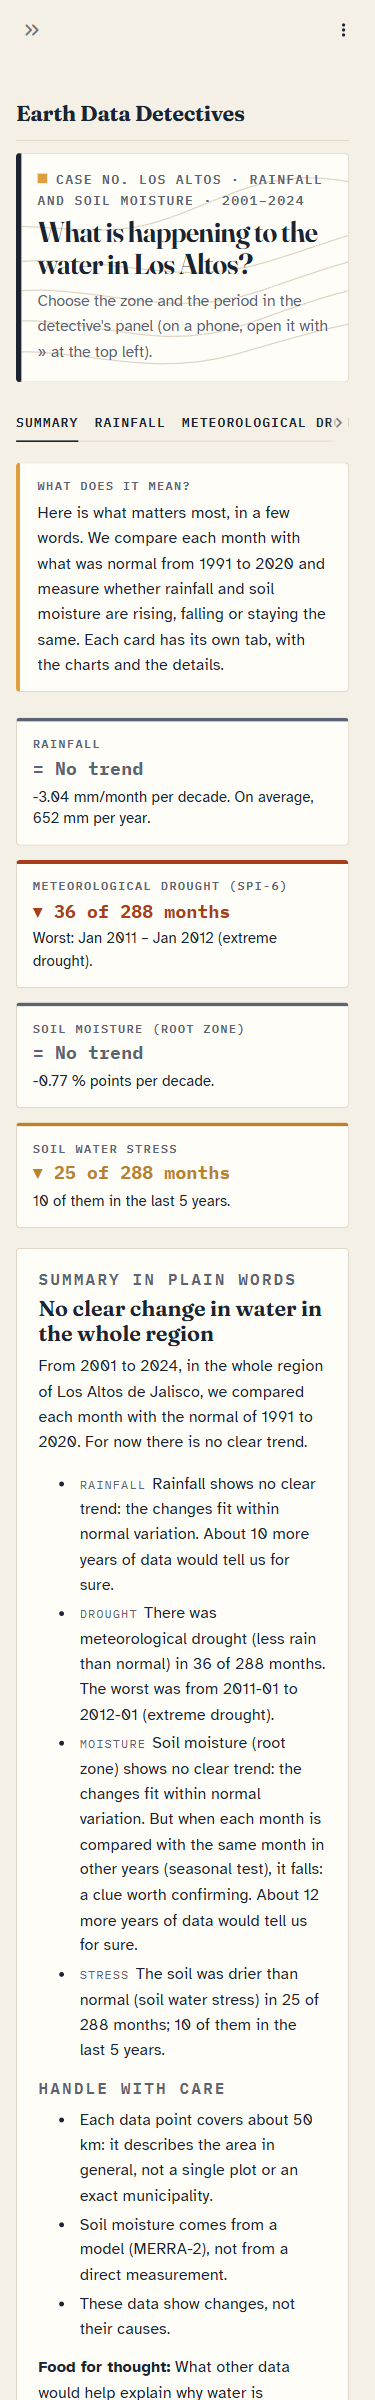 »
Earth Data Detectives
CASE NO. LOS ALTOS · RAINFALL
AND SOIL MOISTURE · 2001–2024
What is happening to the
water in Los Altos?
Choose the zone and the period in the
detective's panel (on a phone, open it with
» at the top left).
SUMMARY RAINFALL METEOROLOGICAL DR
WHAT DOES IT MEAN?
Here is what matters most, in a few
words. We compare each month with
what was normal from 1991 to 2020 and
measure whether rainfall and soil
moisture are rising, falling or staying the
same. Each card has its own tab, with
the charts and the details.
RAINFALL
= No trend
-3.04 mm/month per decade. On average,
652 mm per year.
METEOROLOGICAL DROUGHT (SPI-6)
▼ 36 of 288 months
Worst: Jan 2011 – Jan 2012 (extreme
drought).
SOIL MOISTURE (ROOT ZONE)
= No trend
-0.77 % points per decade.
SOIL WATER STRESS
▼ 25 of 288 months
10 of them in the last 5 years.
SUMMARY IN PLAIN WORDS
No clear change in water in
the whole region
From 2001 to 2024, in the whole region
of Los Altos de Jalisco, we compared
each month with the normal of 1991 to
2020. For now there is no clear trend.
• RAINFALL Rainfall shows no clear
trend: the changes fit within
normal variation. About 10 more
years of data would tell us for
sure.
• DROUGHT There was
meteorological drought (less rain
than normal) in 36 of 288 months.
The worst was from 2011-01 to
2012-01 (extreme drought).
• MOISTURE Soil moisture (root
zone) shows no clear trend: the
changes fit within normal
variation. But when each month is
compared with the same month in
other years (seasonal test), it falls:
a clue worth confirming. About 12
more years of data would tell us
for sure.
• STRESS The soil was drier than
normal (soil water stress) in 25 of
288 months; 10 of them in the
last 5 years.
HANDLE WITH CARE
• Each data point covers about 50
km: it describes the area in
general, not a single plot or an
exact municipality.
• Soil moisture comes from a
model (MERRA-2), not from a
direct measurement.
• These data show changes, not
their causes.
Food for thought: What other data
would help explain why water is